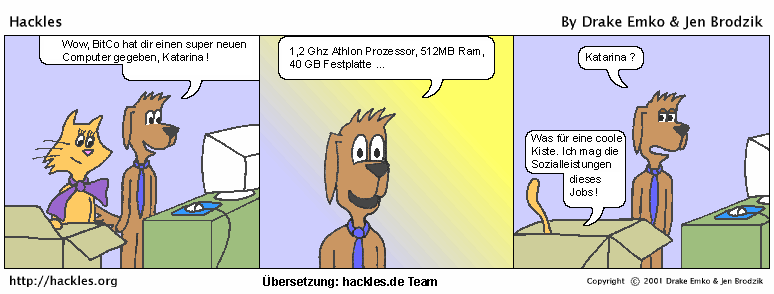 Hackles
By Drake Emko & Jen Brodzik
Wow, BitCo hat dir einen super neuen
Computer gegeben, Katarina !
1,2 Ghz Athlon Prozessor, 512MB Ram,
40 GB Festplatte ...
Katarina ?
Was für eine coole
Kiste. Ich mag die
Sozialleistungen
dieses
Jobs !
http://hackles.org
Übersetzung: hackles.de Team
Copyright © 2001 Drake Emko & Jen Brodzik